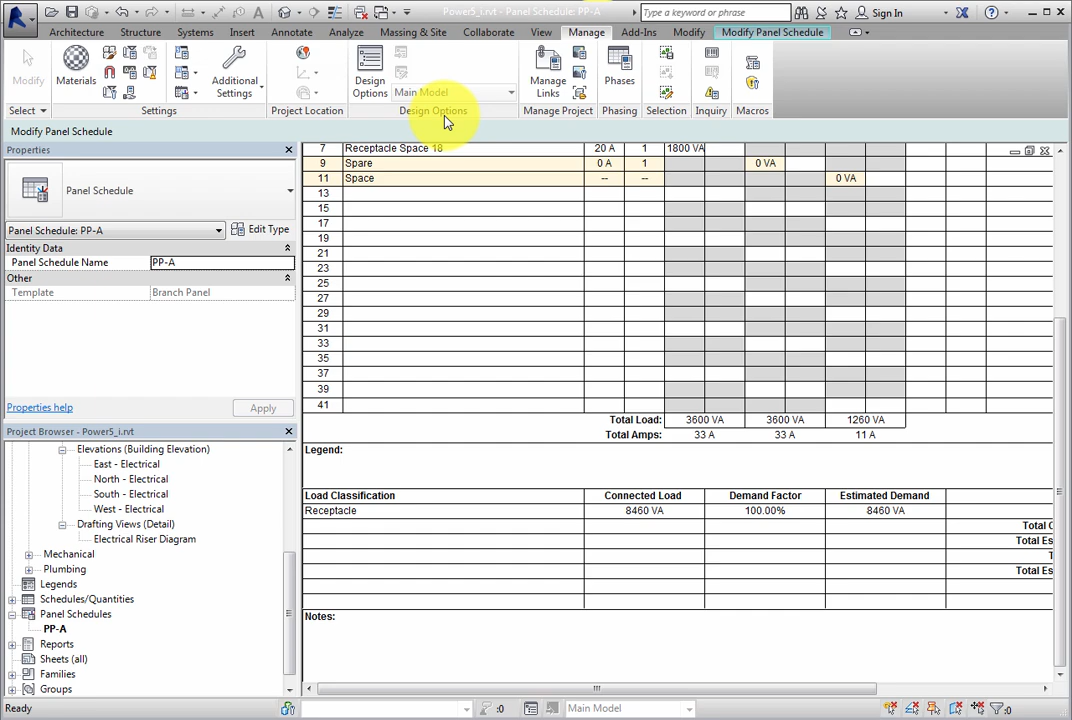 Power5_i.rvt - Panel Schedule: PP-A
Type a keyword or phrase
Sign In
Architecture Structure Systems Insert Annotate Analyze Massing & Site Collaborate View Manage Add-Ins Modify Modify Panel Schedule
Modify
Materials
Additional
Settings
Design
Options
Main Model
Manage
Links
Phases
Select
Settings
Project Location
Design Options
Manage Project
Phasing
Selection
Inquiry
Macros
Modify Panel Schedule
Properties
Panel Schedule
Panel Schedule: PP-A
Edit Type
Identity Data
Panel Schedule Name PP-A
Other
Template Branch Panel
Properties help
Apply
Project Browser - Power5_i.rvt
Elevations (Building Elevation)
East - Electrical
North - Electrical
South - Electrical
West - Electrical
Drafting Views (Detail)
Electrical Riser Diagram
Mechanical
Plumbing
Legends
Schedules/Quantities
Panel Schedules
PP-A
Reports
Sheets (all)
Families
Groups
7 Receptacle Space 18 20 A 1 1800 VA
9 Spare 0 A 1 0 VA
11 Space -- -- 0 VA
13
15
17
19
21
23
25
27
29
31
33
35
37
39
41
Total Load: 3600 VA 3600 VA 1260 VA
Total Amps: 33 A 33 A 11 A
Legend:
Load Classification Connected Load Demand Factor Estimated Demand
Receptacle 8460 VA 100.00% 8460 VA
Total C
Total Es
T
Total Es
Notes:
Ready
:0
Main Model
:0